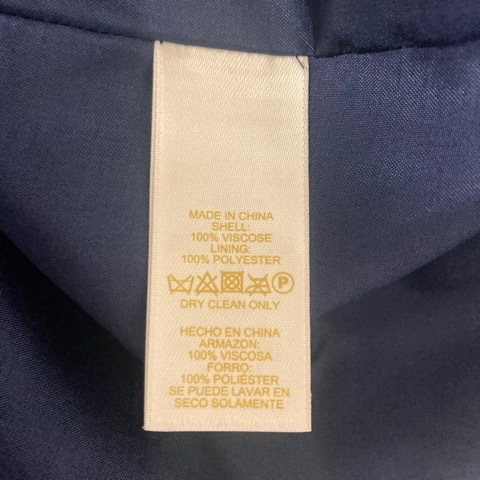 MADE IN CHINA
SHELL:
100% VISCOSE
LINING:
100% POLYESTER
P
DRY CLEAN ONLY
HECHO EN CHINA
ARMAZON:
100% VISCOSA
FORRO:
100% POLIÉSTER
SE PUEDE LAVAR EN
SECO SOLAMENTE